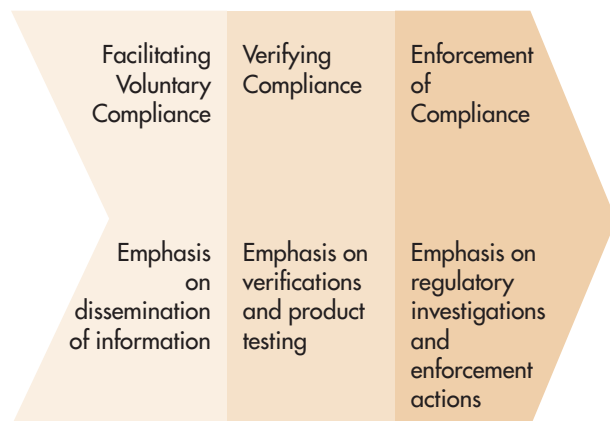 Facilitating
Voluntary
Compliance
Verifying
Compliance
Enforcement
of
Compliance
Emphasis
on
dissemination
of information
Emphasis on
verifications
and product
testing
Emphasis on
regulatory
investigations
and
enforcement
actions